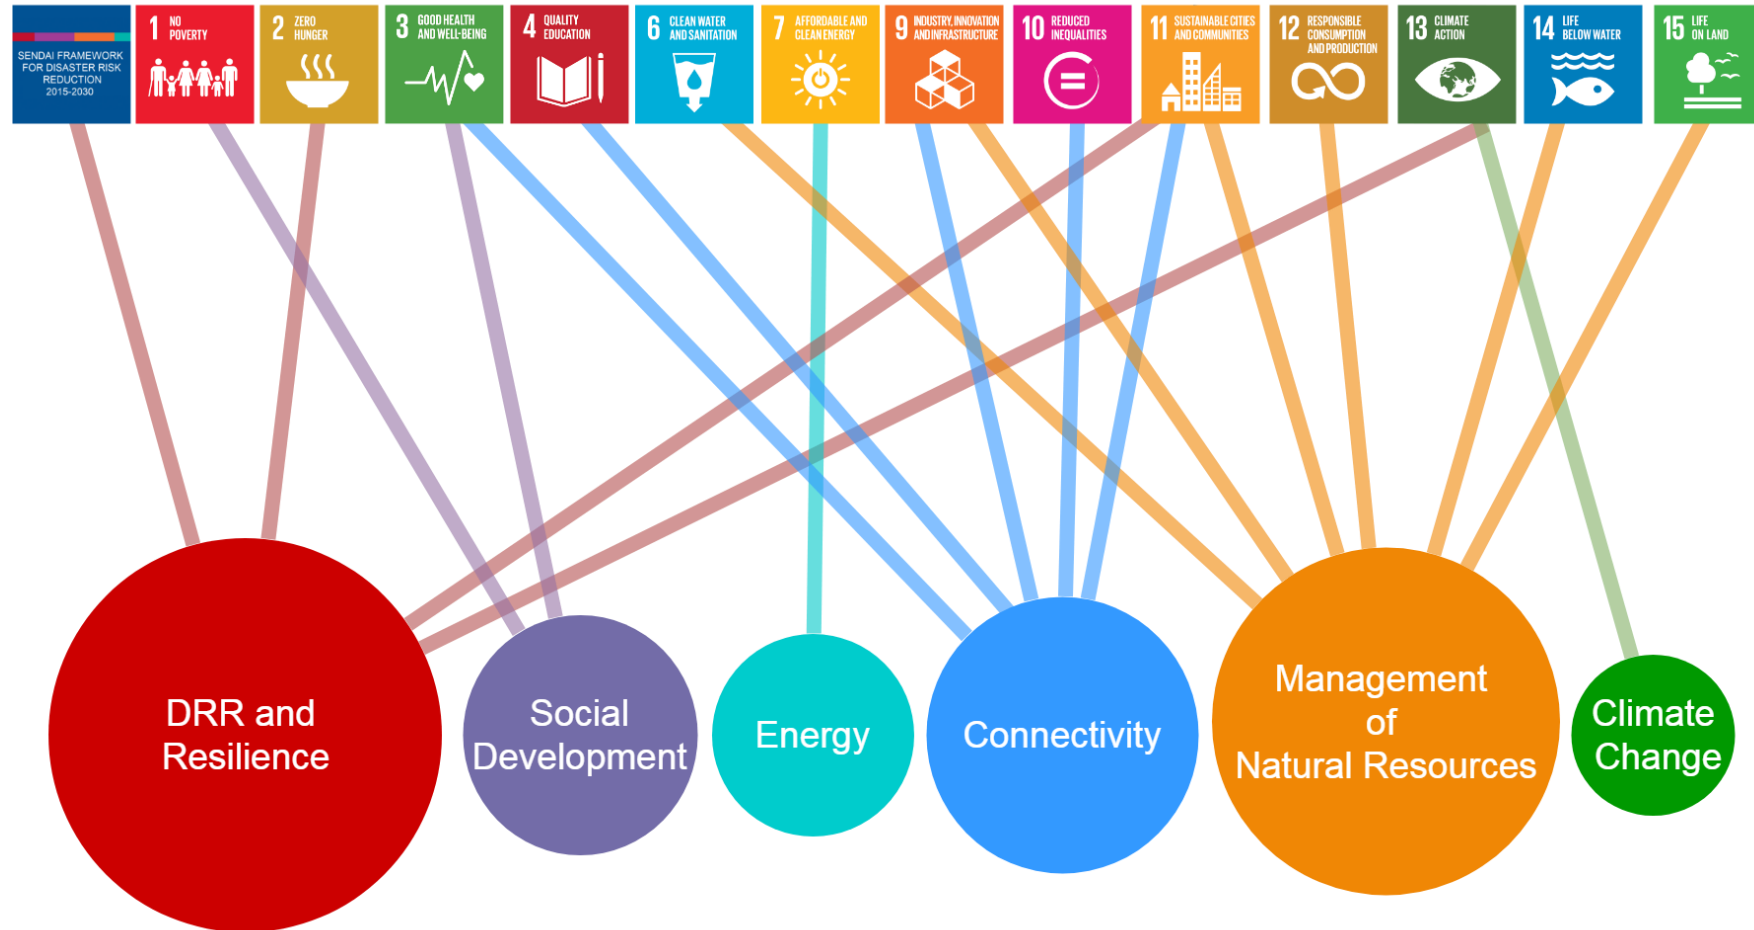 SENDAI FRAMEWORK
FOR DISASTER RISK
REDUCTION
2015-2030
1 NO
POVERTY
2 ZERO
HUNGER
3 GOOD HEALTH
AND WELL-BEING
4 QUALITY
EDUCATION
6 CLEAN WATER
AND SANITATION
7 AFFORDABLE AND
CLEAN ENERGY
9 INDUSTRY, INNOVATION
AND INFRASTRUCTURE
10 REDUCED
INEQUALITIES
11 SUSTAINABLE CITIES
AND COMMUNITIES
12 RESPONSIBLE
CONSUMPTION
AND PRODUCTION
13 CLIMATE
ACTION
14 LIFE
BELOW WATER
15 LIFE
ON LAND
DRR and
Resilience
Social
Development
Energy
Connectivity
Management
of
Natural Resources
Climate
Change